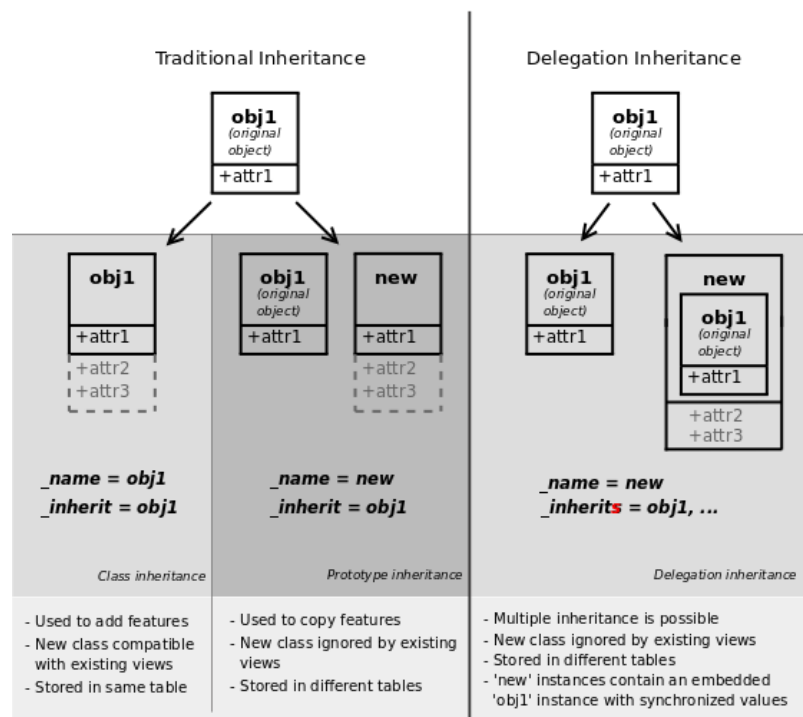 Traditional Inheritance
Delegation Inheritance
obj1
(original
object)
+attr1
obj1
(original
object)
+attr1
obj1
+attr1
+attr2
+attr3
obj1
(original
object)
+attr1
new
+attr1
+attr2
+attr3
obj1
(original
object)
+attr1
new
obj1
(original
object)
+attr1
+attr2
+attr3
_name = obj1
_inherit = obj1
_name = new
_inherit = obj1
_name = new
_inherits = obj1, ...
Class inheritance
Prototype inheritance
Delegation inheritance
- Used to add features
- New class compatible
with existing views
- Stored in same table
- Used to copy features
- New class ignored by existing
views
- Stored in different tables
- Multiple inheritance is possible
- New class ignored by existing views
- Stored in different tables
- 'new' instances contain an embedded
'obj1' instance with synchronized values